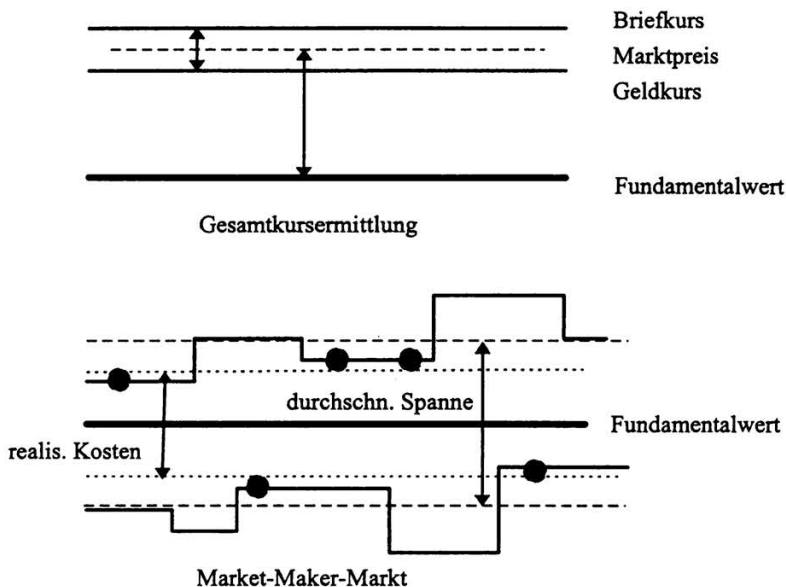 Briefkurs
Marktpreis
Geldkurs
Fundamentalwert
Gesamtkursermittlung
durchschn. Spanne
Fundamentalwert
realis. Kosten
Market-Maker-Markt